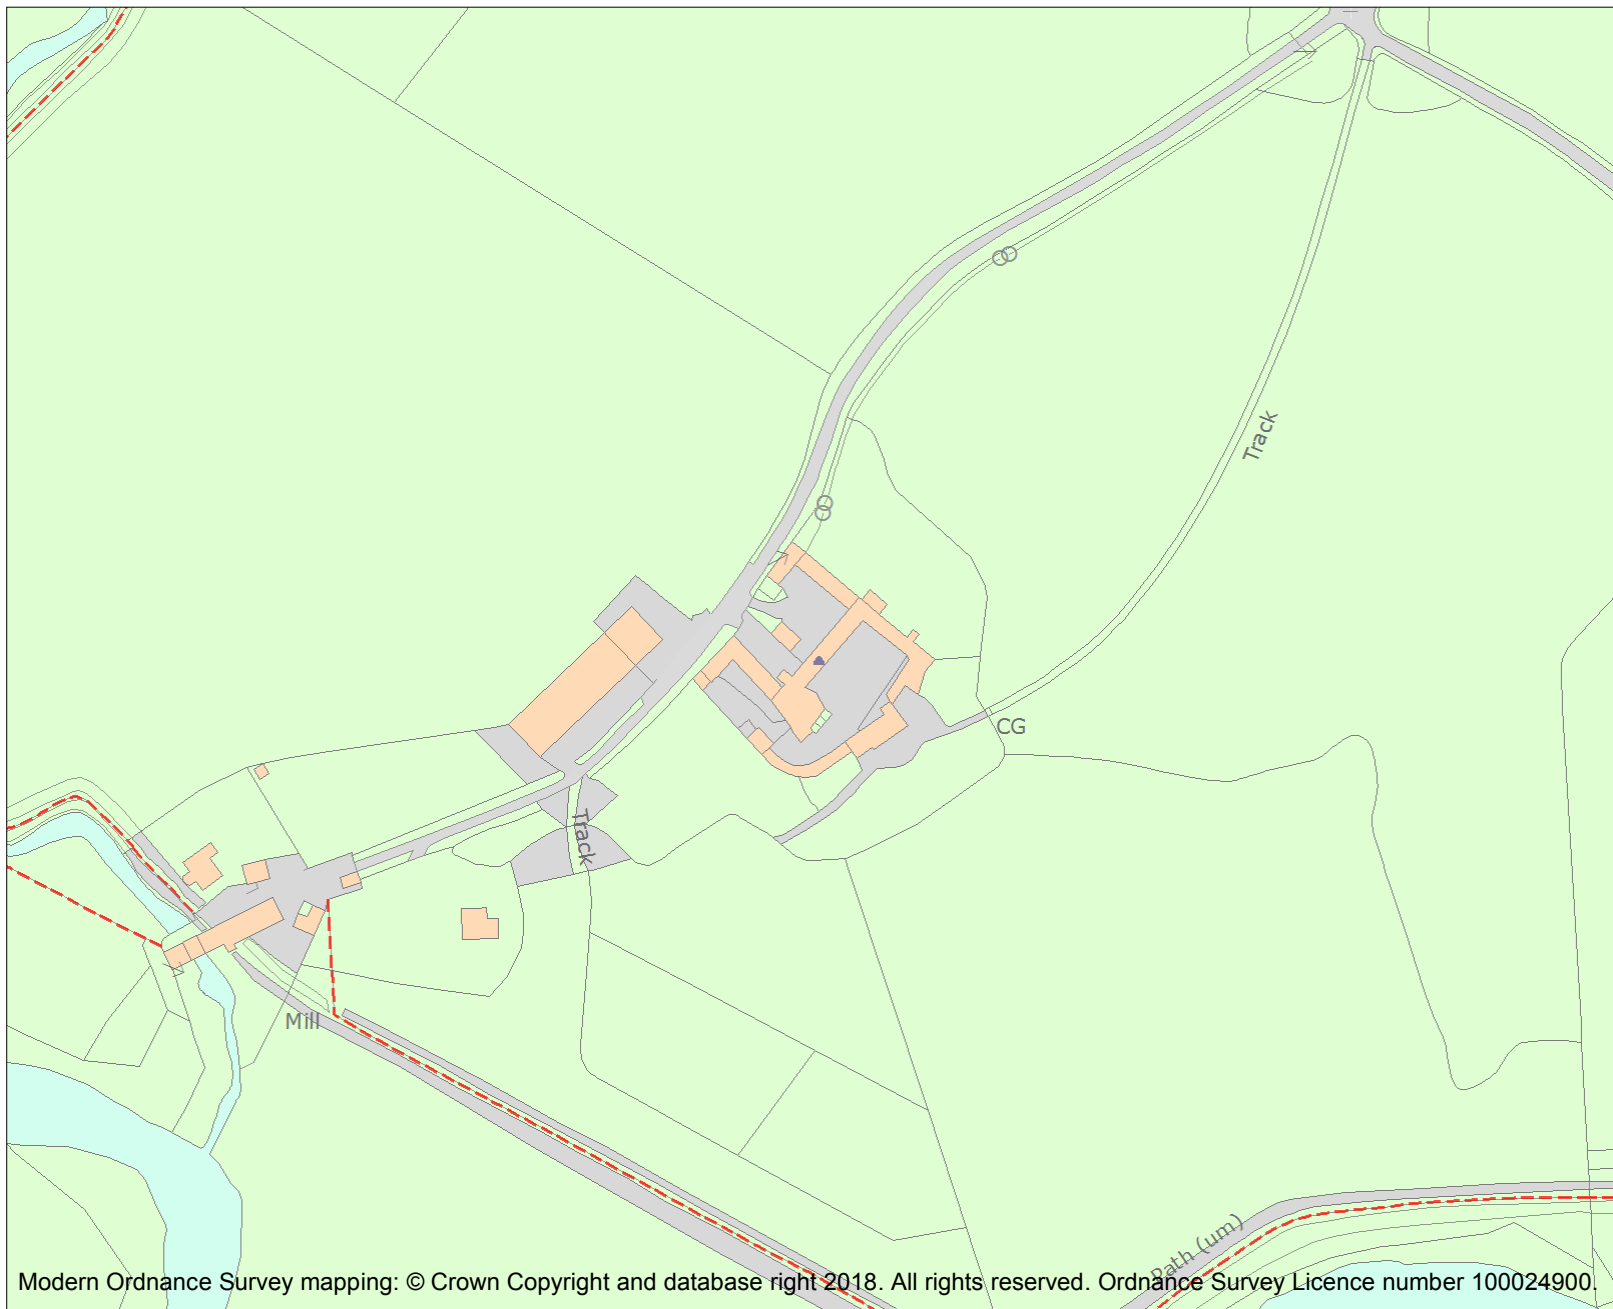 Track
CG
Track
Mill
Path (um)
Modern Ordnance Survey mapping: © Crown Copyright and database right 2018. All rights reserved. Ordnance Survey Licence number 100024900.